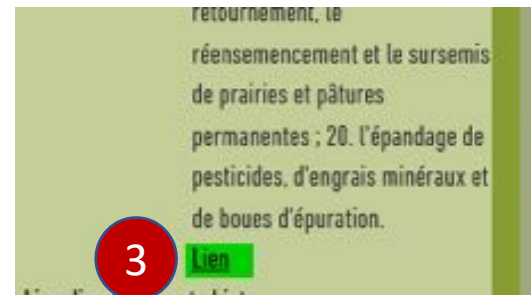 retournement, le
réensemencement et le sursemis
de prairies et pâtures
permanentes ; 20. l'épandage de
pesticides, d'engrais minéraux et
de boues d'épuration.
3 Lien